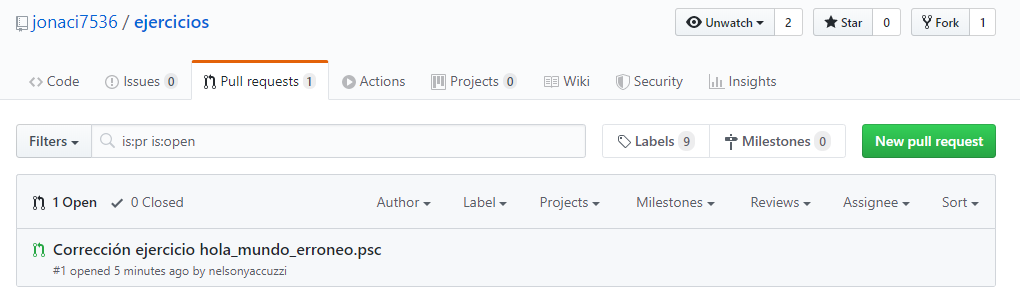 jonaci7536 / ejercicios
Unwatch 2 Star 0 Fork 1
Code Issues 0 Pull requests 1 Actions Projects 0 Wiki Security Insights
Filters is:pr is:open Labels 9 Milestones 0 New pull request
1 Open 0 Closed Author Label Projects Milestones Reviews Assignee Sort
Corrección ejercicio hola_mundo_erroneo.psc
#1 opened 5 minutes ago by nelsonyaccuzzi